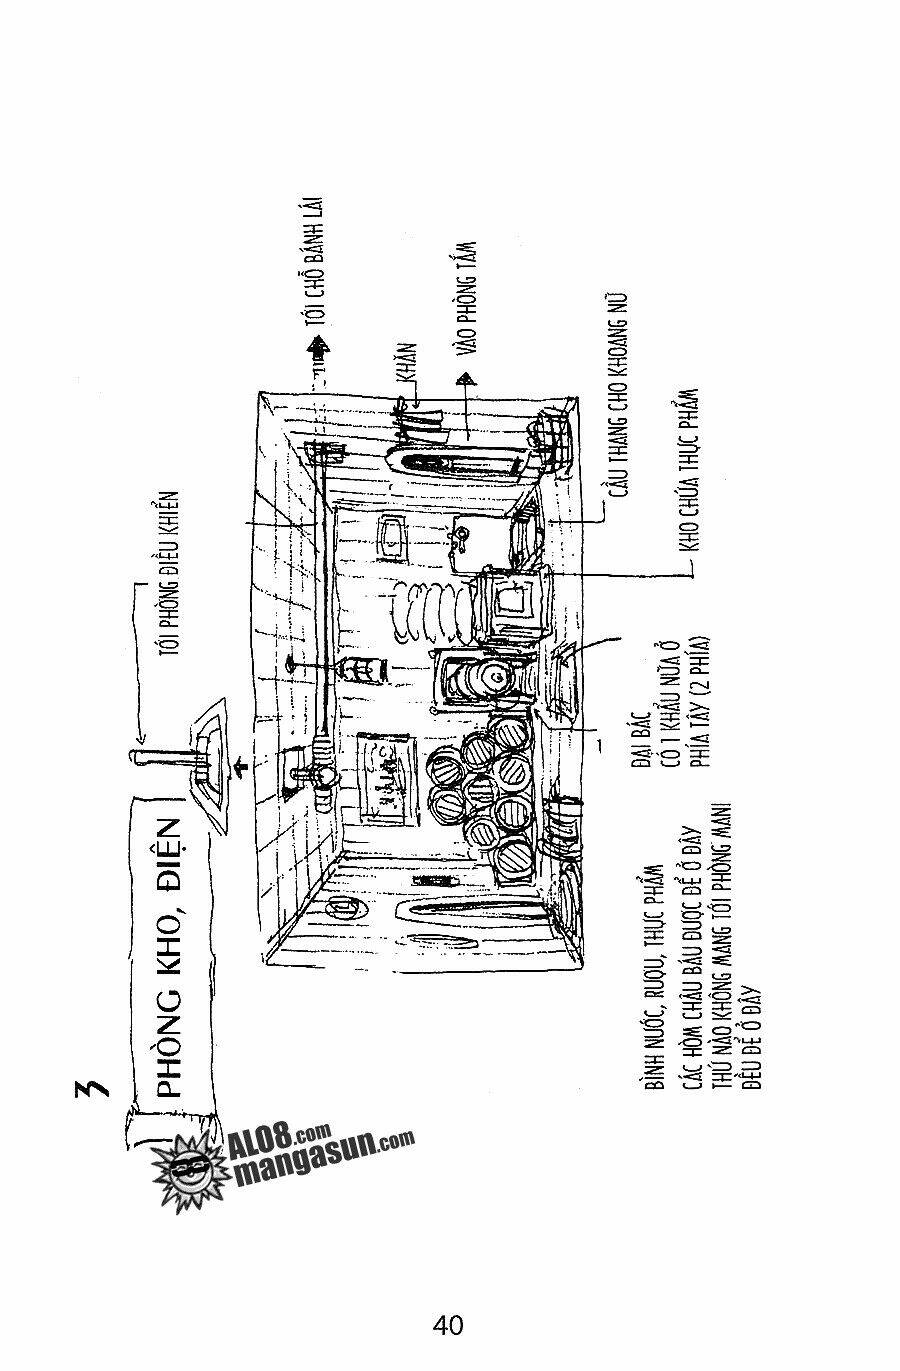 3
PHÒNG KHO, ĐIỆN
TỚI PHÒNG ĐIỀU KHIỂN
TỚI CHỖ BÁNH LÁI
KHĂN
VÀO PHÒNG TẮM
CẦU THANG CHO KHOANG NỮ
KHO CHỨA THỰC PHẨM
ĐẠI BÁC
CÓ 1 KHẨU NỮA Ở
PHÍA TÂY (2 PHÍA)
BÌNH NƯỚC, RƯỢU, THỰC PHẨM
CÁC HÒM CHÂU BÁU ĐƯỢC ĐỂ Ở ĐÂY
THỨ NÀO KHÔNG MANG TỚI PHÒNG NAMI
ĐỀU ĐỂ Ở ĐÂY
ALO8.com
mangasun.com
40